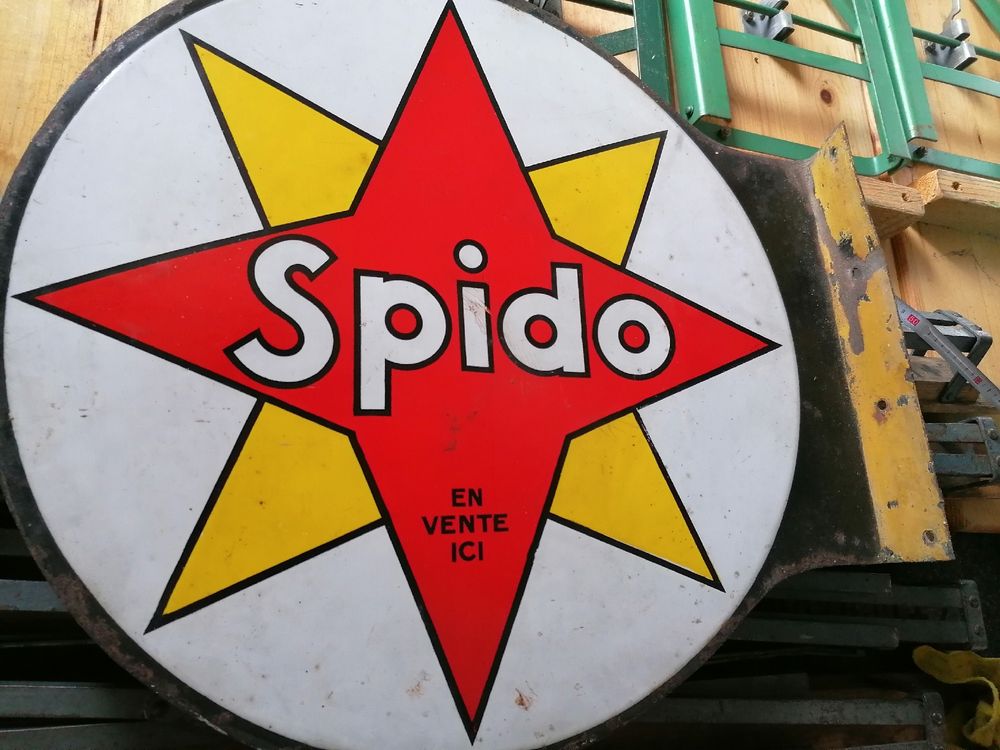 Spido
EN
VENTE
ICI